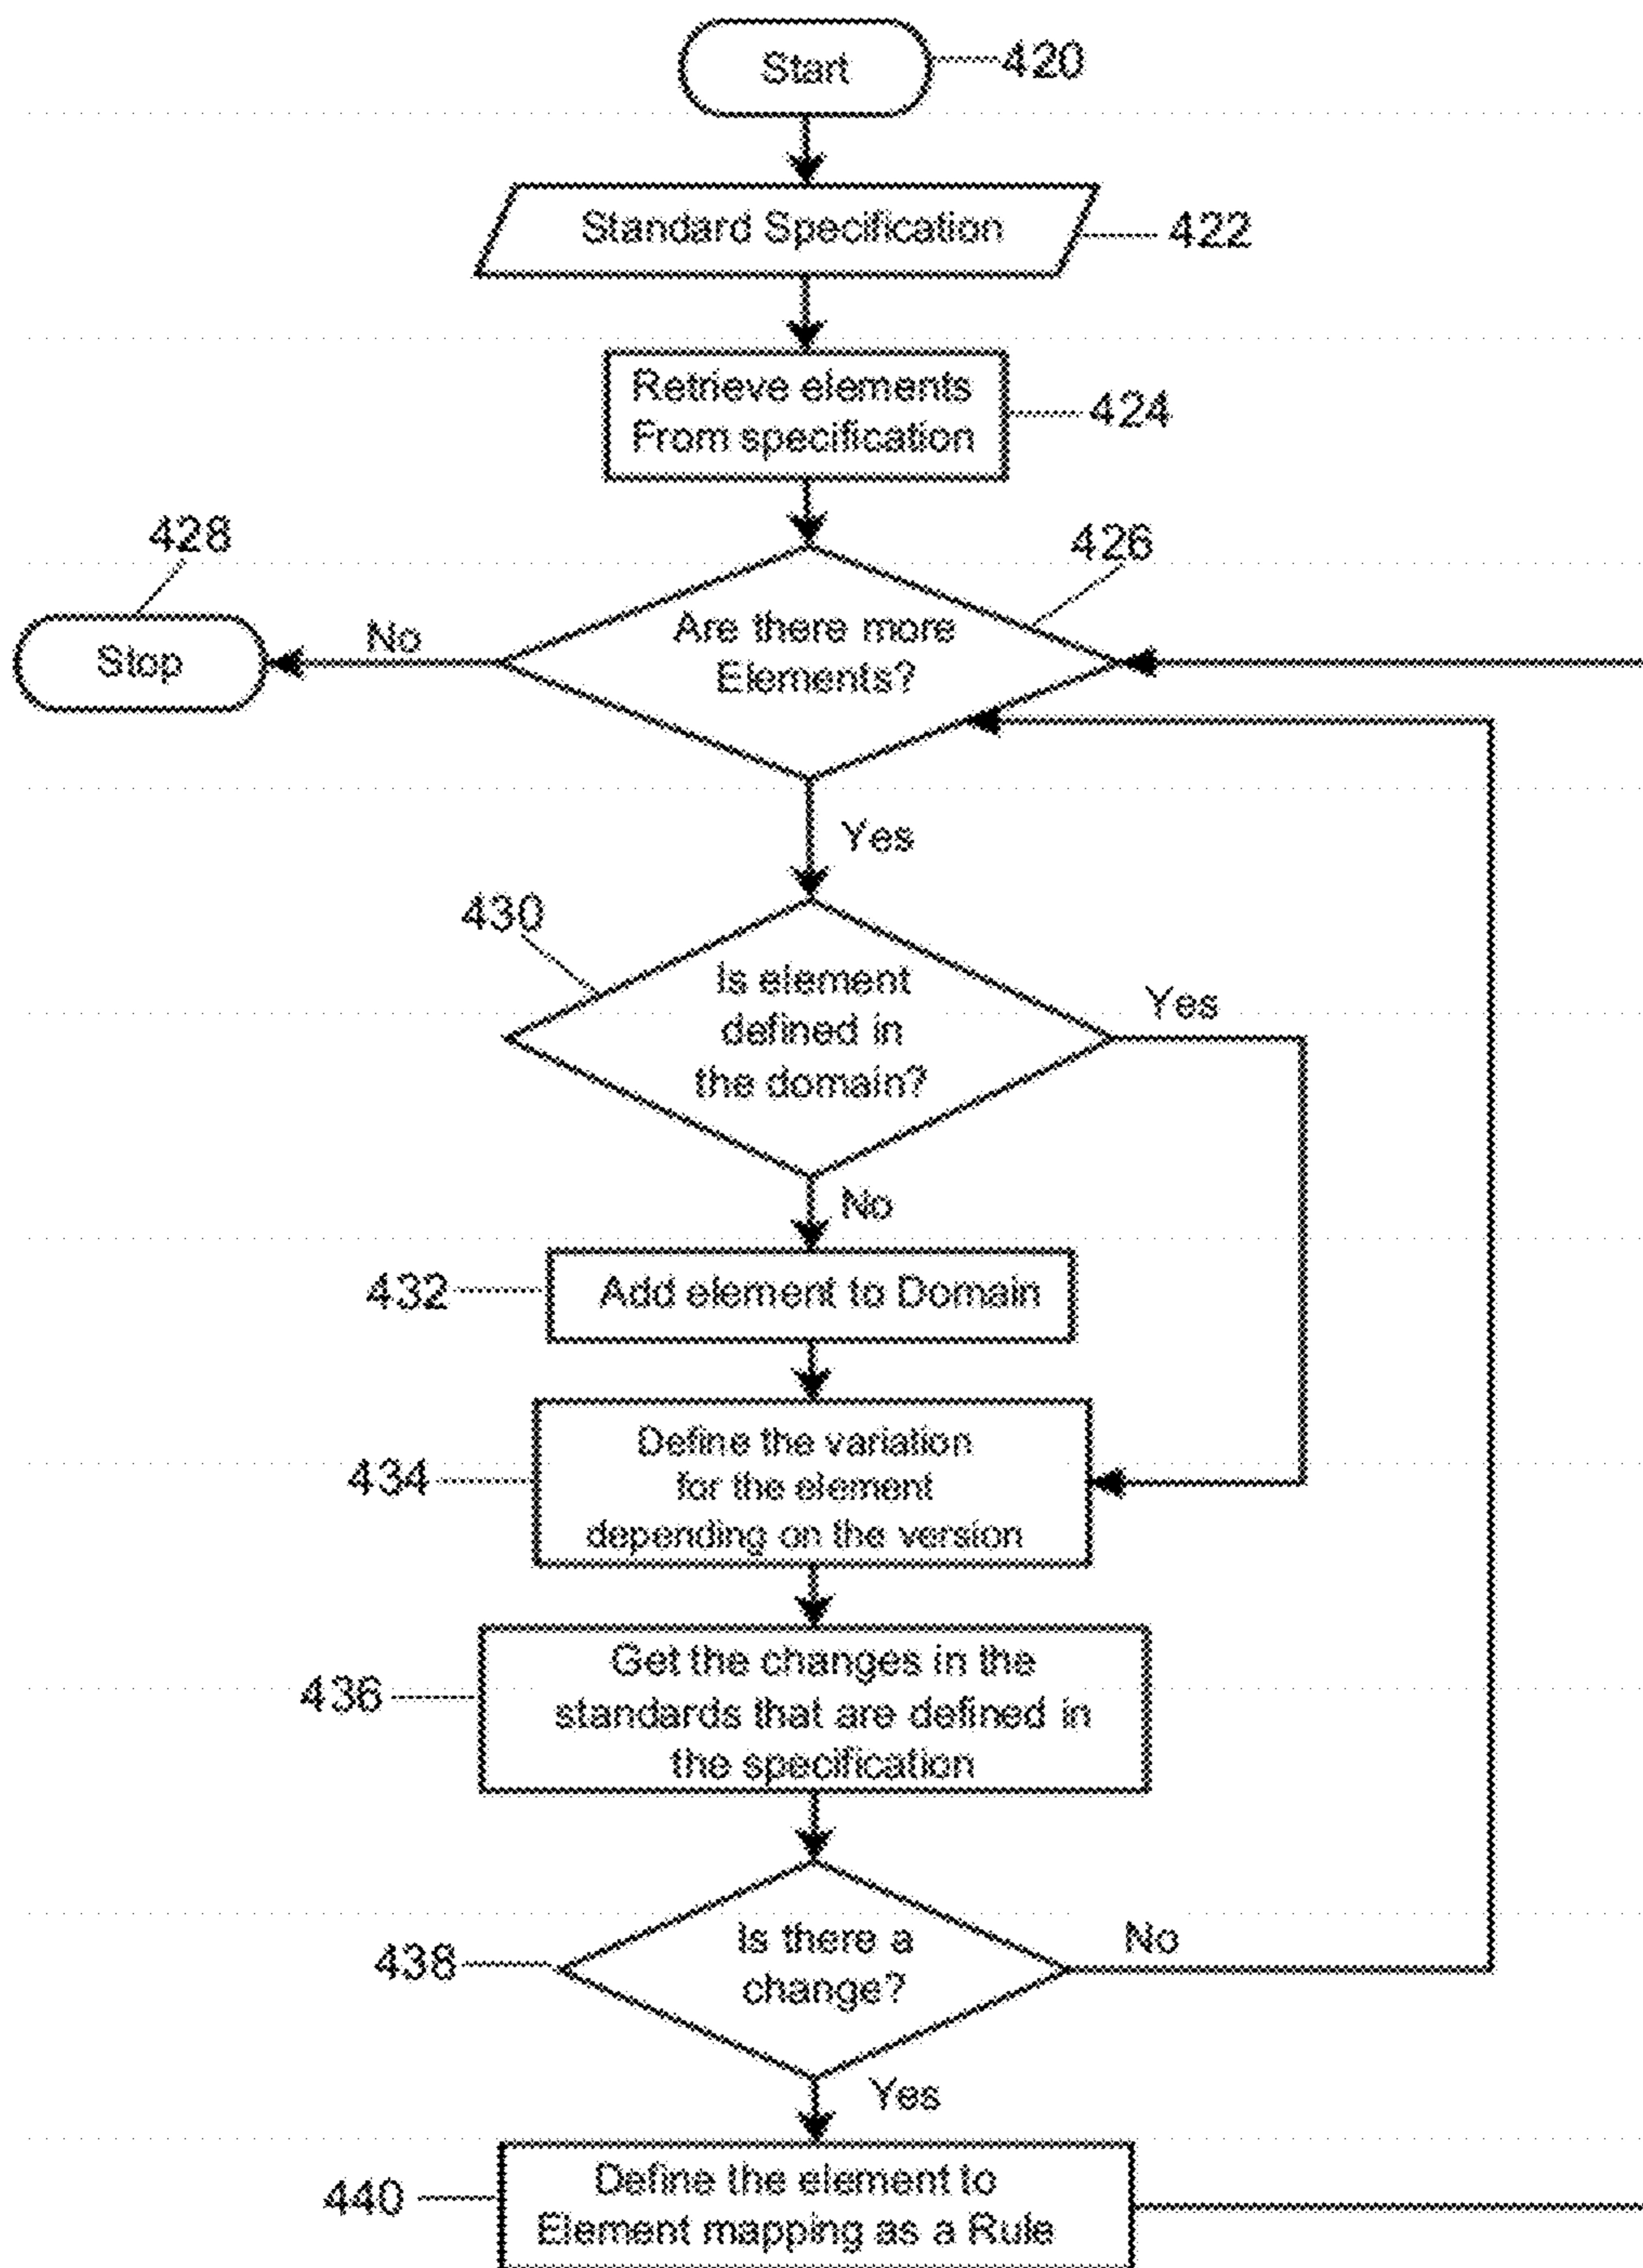 Start
420
Standard Specification
422
Retrieve elements
From specification
424
428
426
Stop
No
Are there more
Elements?
Yes
430
Is element
defined in
the domain?
Yes
No
432
Add element to Domain
434
Define the variation
for the element
depending on the version
436
Get the changes in the
standards that are defined in
the specification
438
Is there a
change?
No
Yes
440
Define the element to
Element mapping as a Rule